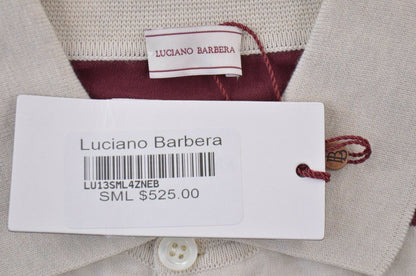 LUCIANO BARBERA
Luciano Barbera
LU13SML4ZNEB
SML $525.00